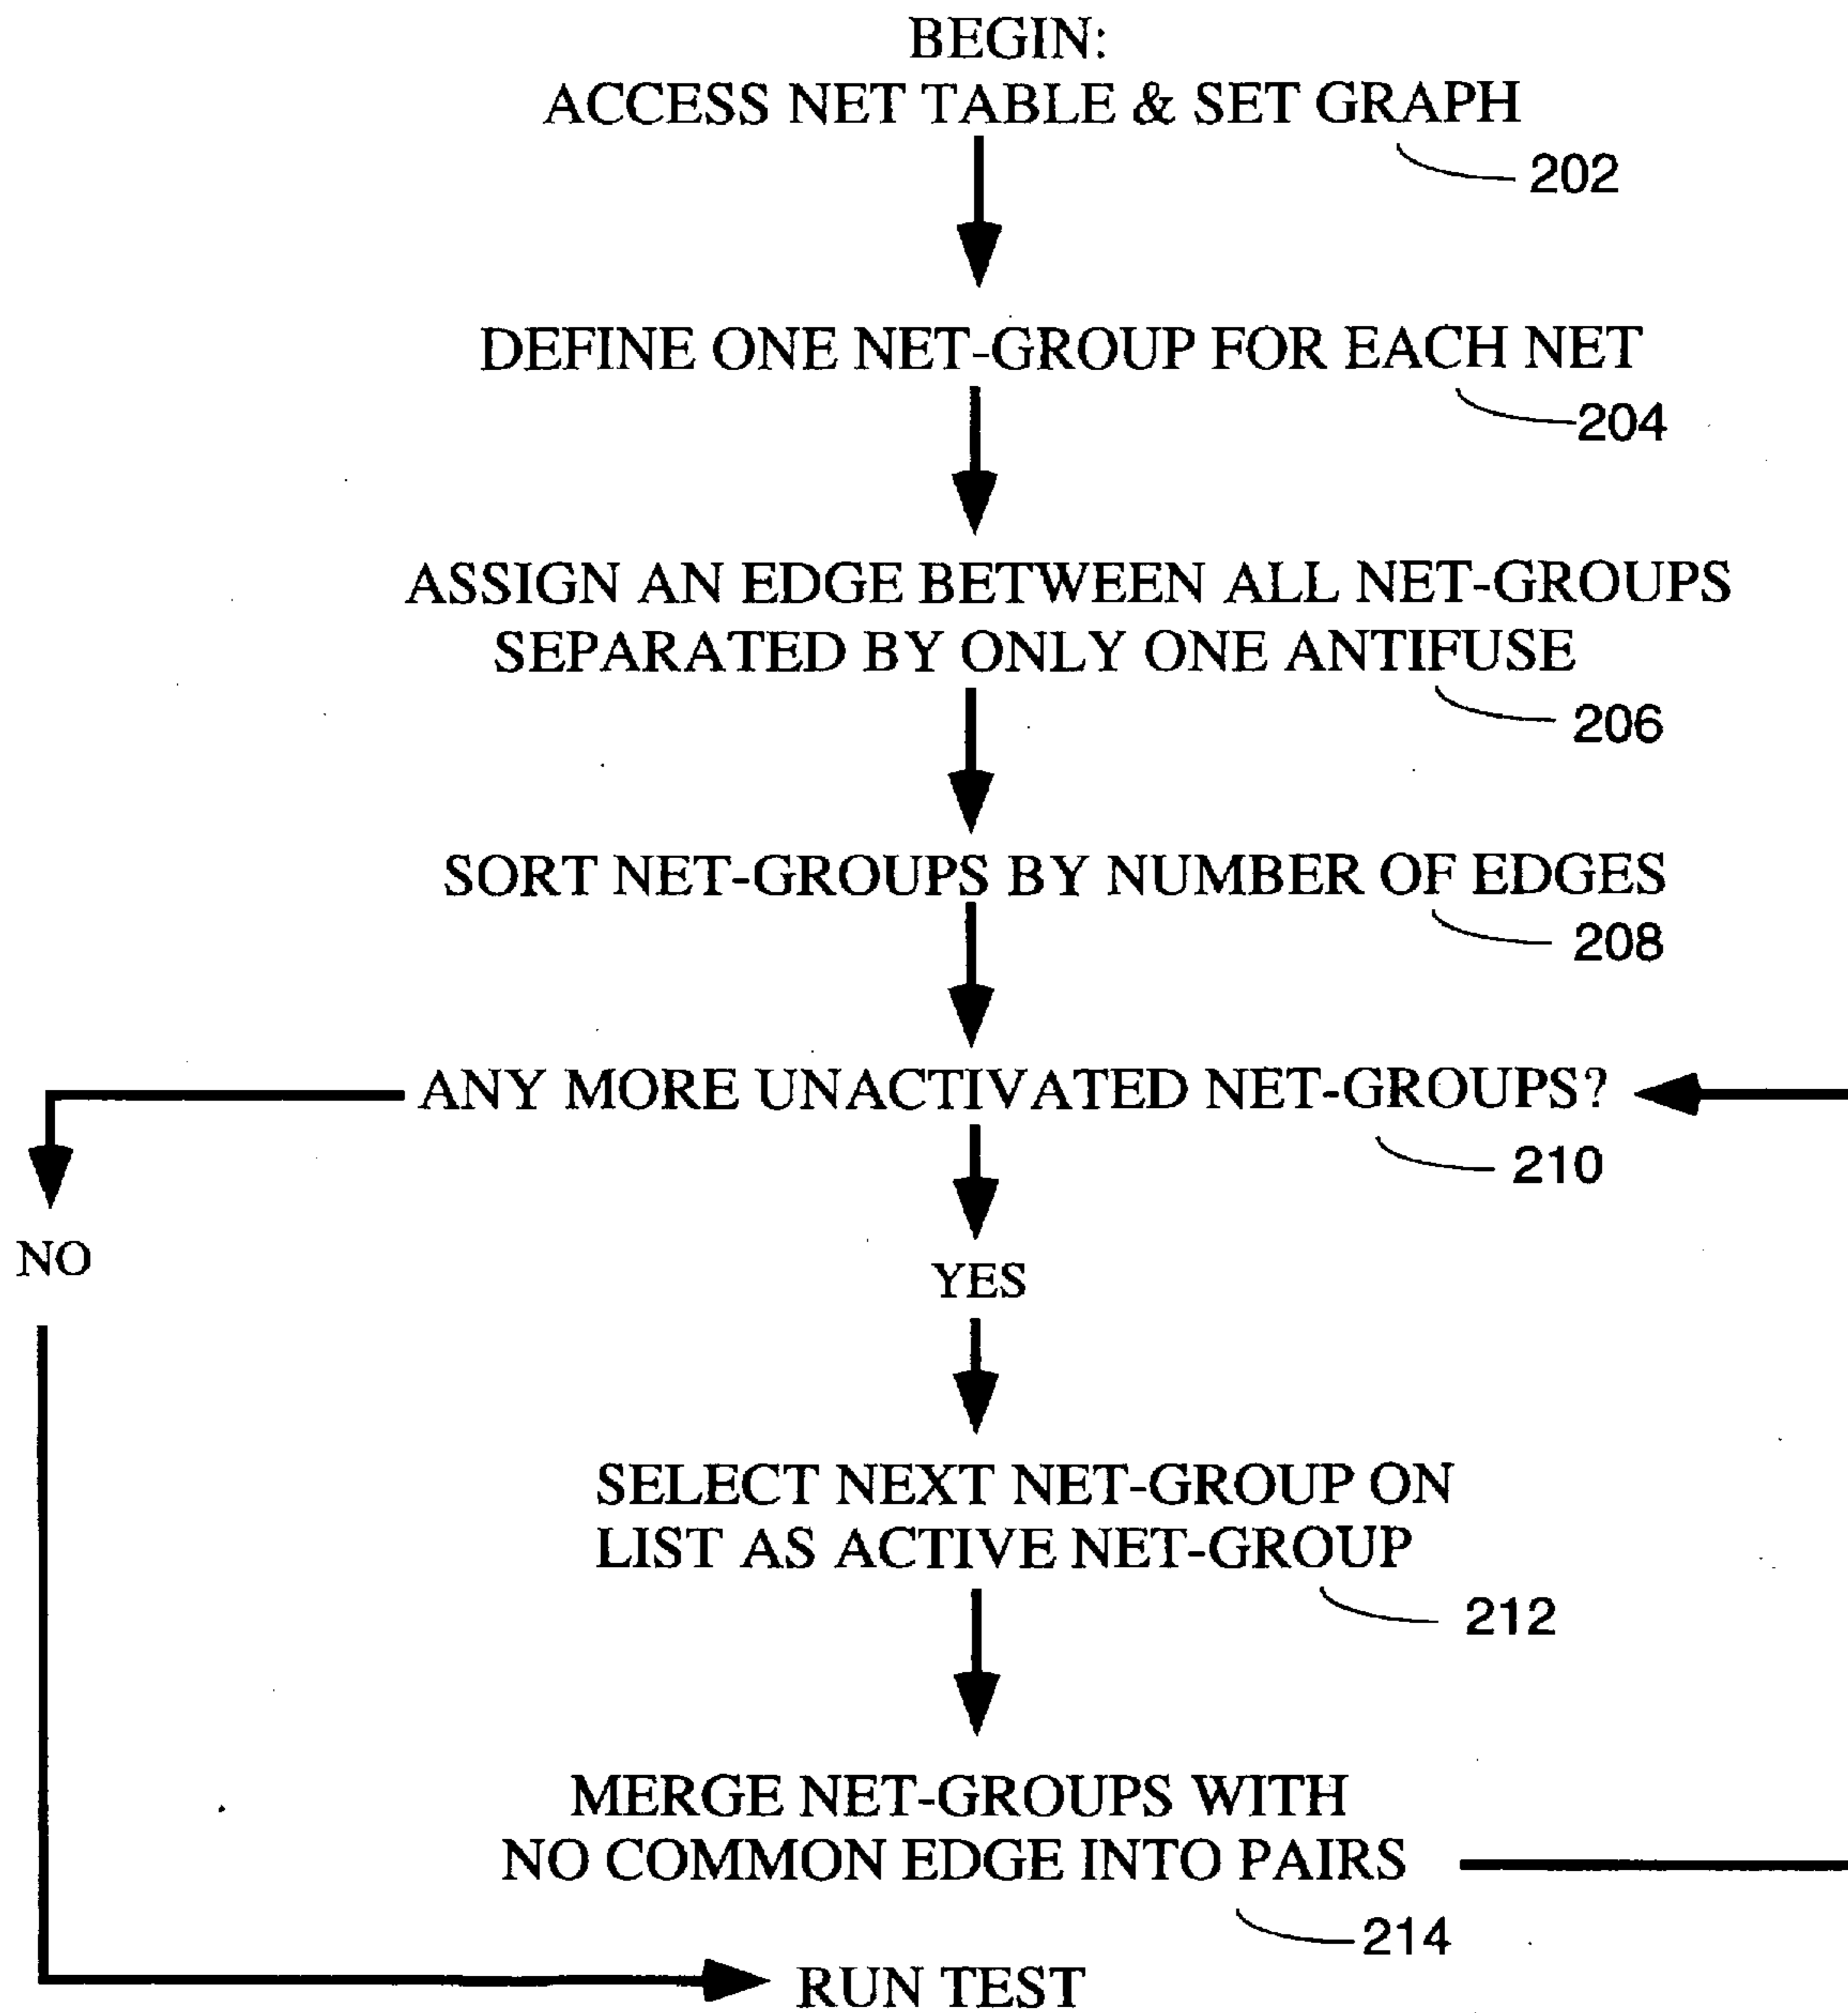 BEGIN:
ACCESS NET TABLE & SET GRAPH
202
DEFINE ONE NET-GROUP FOR EACH NET
204
ASSIGN AN EDGE BETWEEN ALL NET-GROUPS
SEPARATED BY ONLY ONE ANTIFUSE
206
SORT NET-GROUPS BY NUMBER OF EDGES
208
ANY MORE UNACTIVATED NET-GROUPS?
210
NO
YES
SELECT NEXT NET-GROUP ON
LIST AS ACTIVE NET-GROUP
212
MERGE NET-GROUPS WITH
NO COMMON EDGE INTO PAIRS
214
RUN TEST